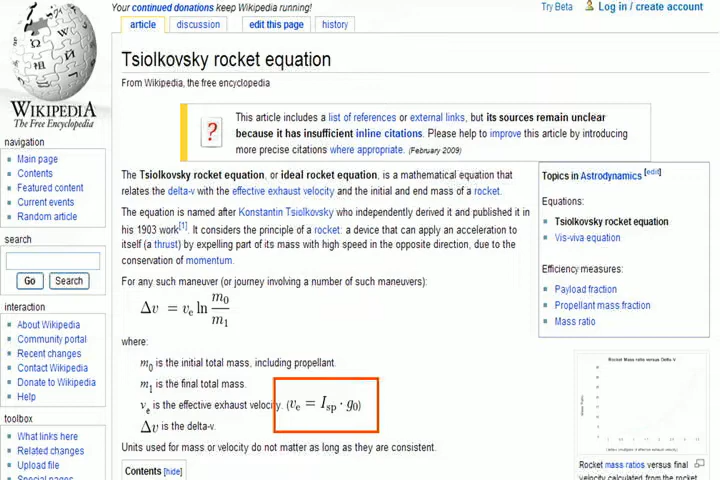 Your continued donations keep Wikipedia running!
Try Beta
Log in / create account
article
discussion
edit this page
history
WIKIPEDIA
The Free Encyclopedia
navigation
Main page
Contents
Featured content
Current events
Random article
search
Go
Search
interaction
About Wikipedia
Community portal
Recent changes
Contact Wikipedia
Donate to Wikipedia
Help
toolbox
What links here
Related changes
Upload file
Special pages
Tsiolkovsky rocket equation
From Wikipedia, the free encyclopedia
This article includes a list of references or external links, but its sources remain unclear
because it has insufficient inline citations. Please help to improve this article by introducing
more precise citations where appropriate. (February 2009)
The Tsiolkovsky rocket equation, or ideal rocket equation, is a mathematical equation that
relates the delta-v with the effective exhaust velocity and the initial and end mass of a rocket.
The equation is named after Konstantin Tsiolkovsky who independently derived it and published it in
his 1903 work[1]. It considers the principle of a rocket: a device that can apply an acceleration to
itself (a thrust) by expelling part of its mass with high speed in the opposite direction, due to the
conservation of momentum.
For any such maneuver (or journey involving a number of such maneuvers):
Δv = vₑ ln m₀/m₁
where:
m₀ is the initial total mass, including propellant.
m₁ is the final total mass.
vₑ is the effective exhaust velocity. (vₑ = Iₛₚ · g₀)
Δv is the delta-v.
Units used for mass or velocity do not matter as long as they are consistent.
Contents [hide]
Topics in Astrodynamics [edit]
Equations:
Tsiolkovsky rocket equation
Vis-viva equation
Efficiency measures:
Payload fraction
Propellant mass fraction
Mass ratio
Rocket Mass ratio versus Delta-V
Rocket mass ratios versus final
velocity calculated from the rocket